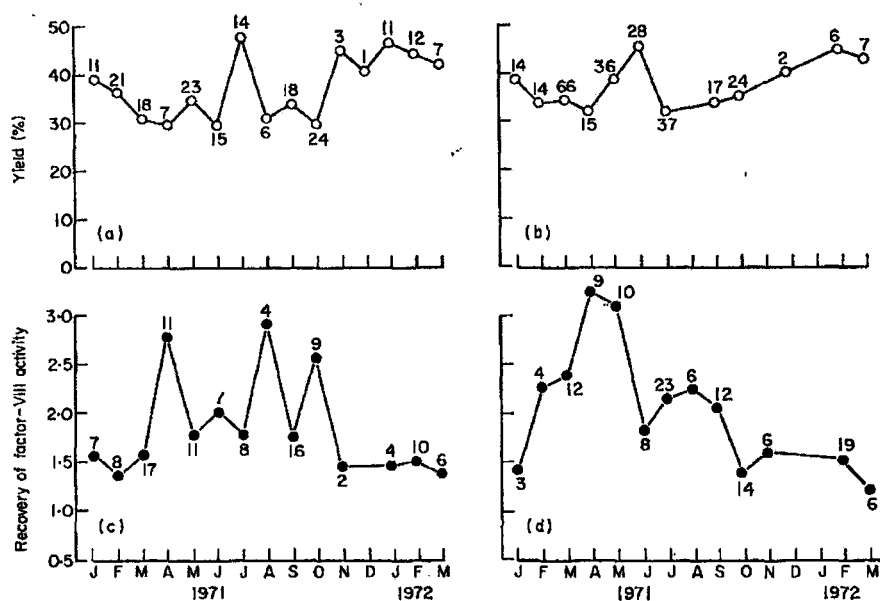 50
40
30
20
10
0
Yield (%)
11 21 18 7 23 15 14 6 18 24 3 1 11 12 7
(a)
14 14 66 15 36 28 37 17 24 2 6 7
(b)
3·0
2·5
2·0
1·5
1·0
0·5
Recovery of factor-VIII activity
7 8 17 11 11 7 8 4 16 9 2 4 10 6
(c)
3 4 12 9 10 8 23 6 12 14 6 19 6
(d)
J F M A M J J A S O N D J F M
1971 1972
J F M A M J J A S O N D J F M
1971 1972